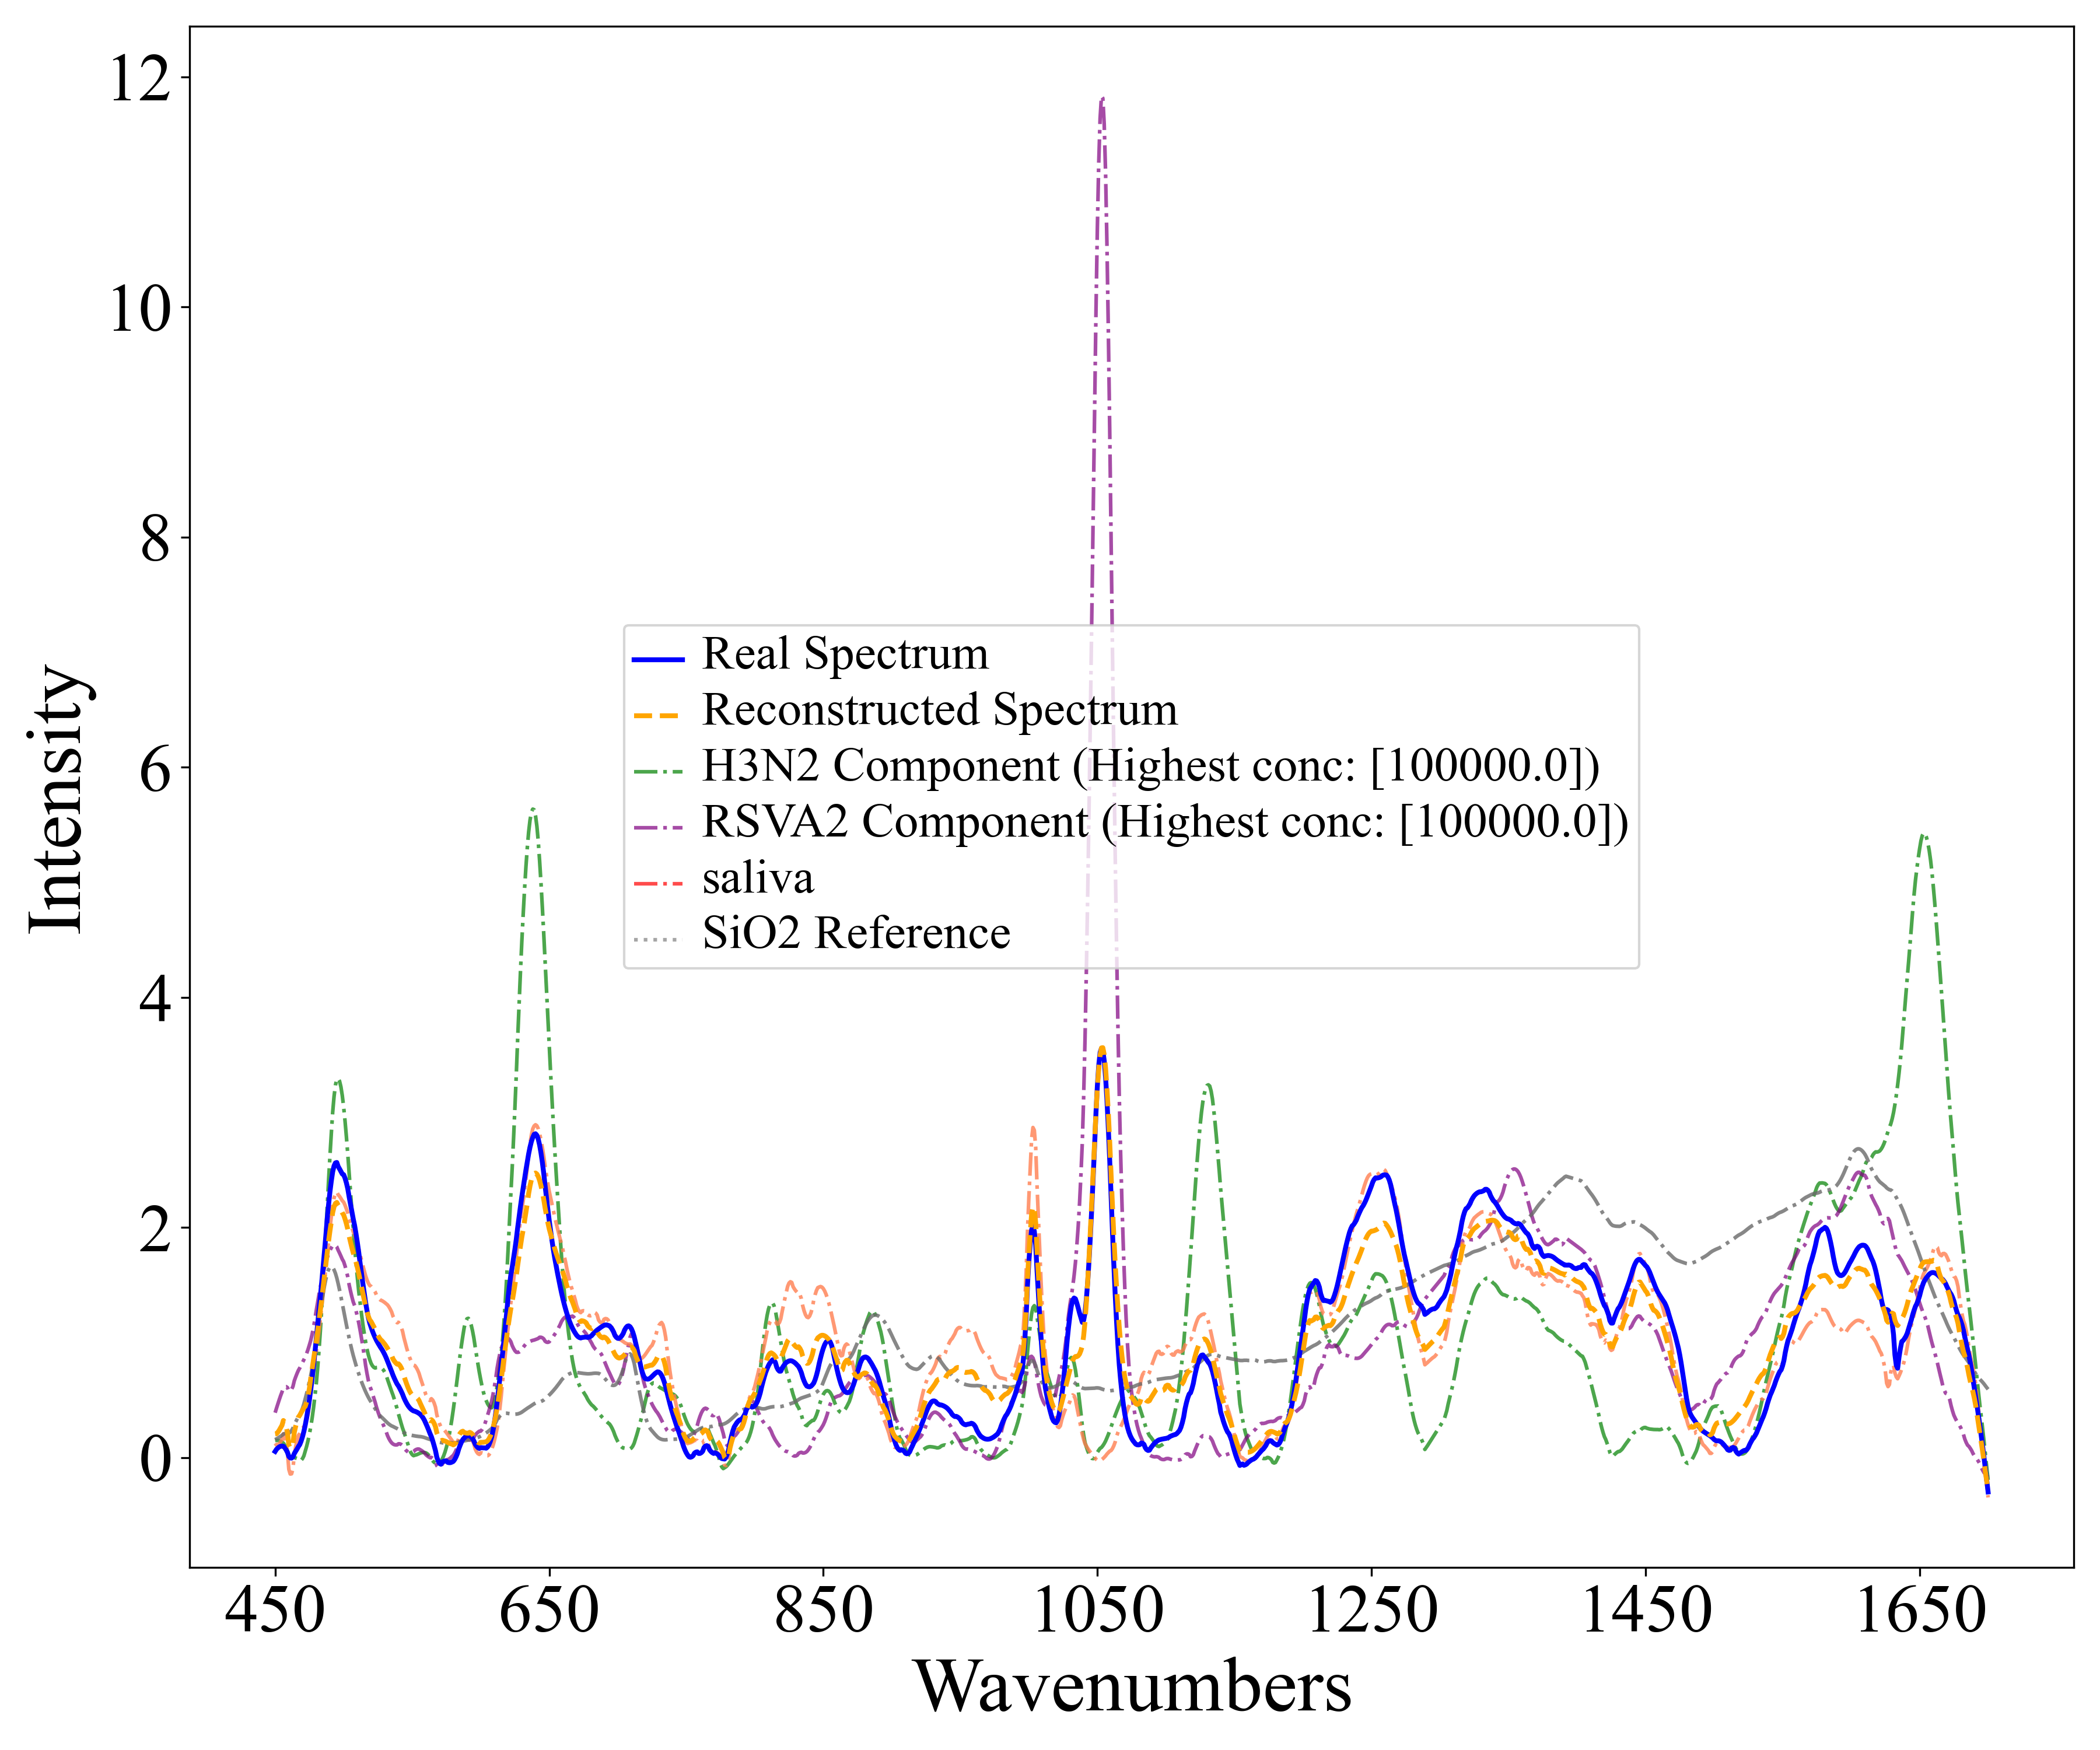 12
10
8
6
4
2
0
Intensity
Real Spectrum
Reconstructed Spectrum
H3N2 Component (Highest conc: [100000.0])
RSVA2 Component (Highest conc: [100000.0])
saliva
SiO2 Reference
450 650 850 1050 1250 1450 1650
Wavenumbers